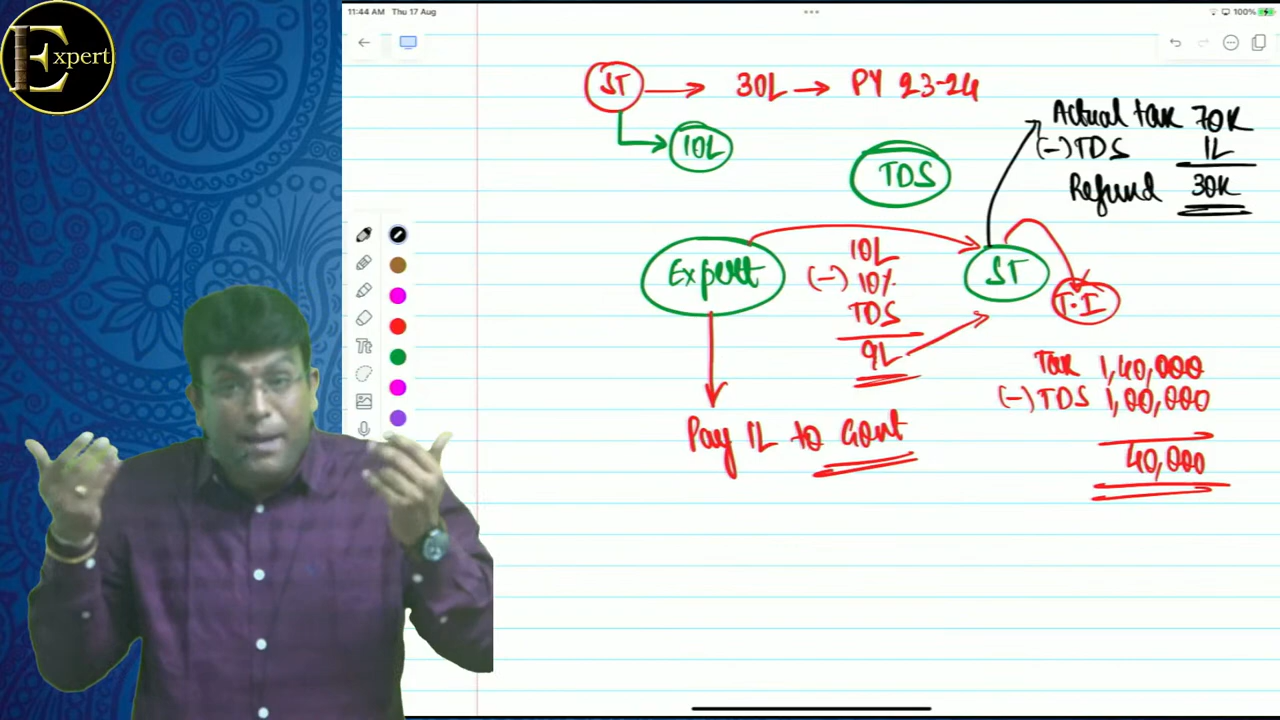 Expert
11:44 AM Thu 17 Aug
100%
ST → 30L → PY 23-24
10L
TDS
Actual tax 70K
(-) TDS 1L
Refund 30K
Expert
10L
(-) 10%
TDS
9L
ST
T.I
Tax 1,40,000
(-) TDS 1,00,000
40,000
Pay 1L to Govt
Tt